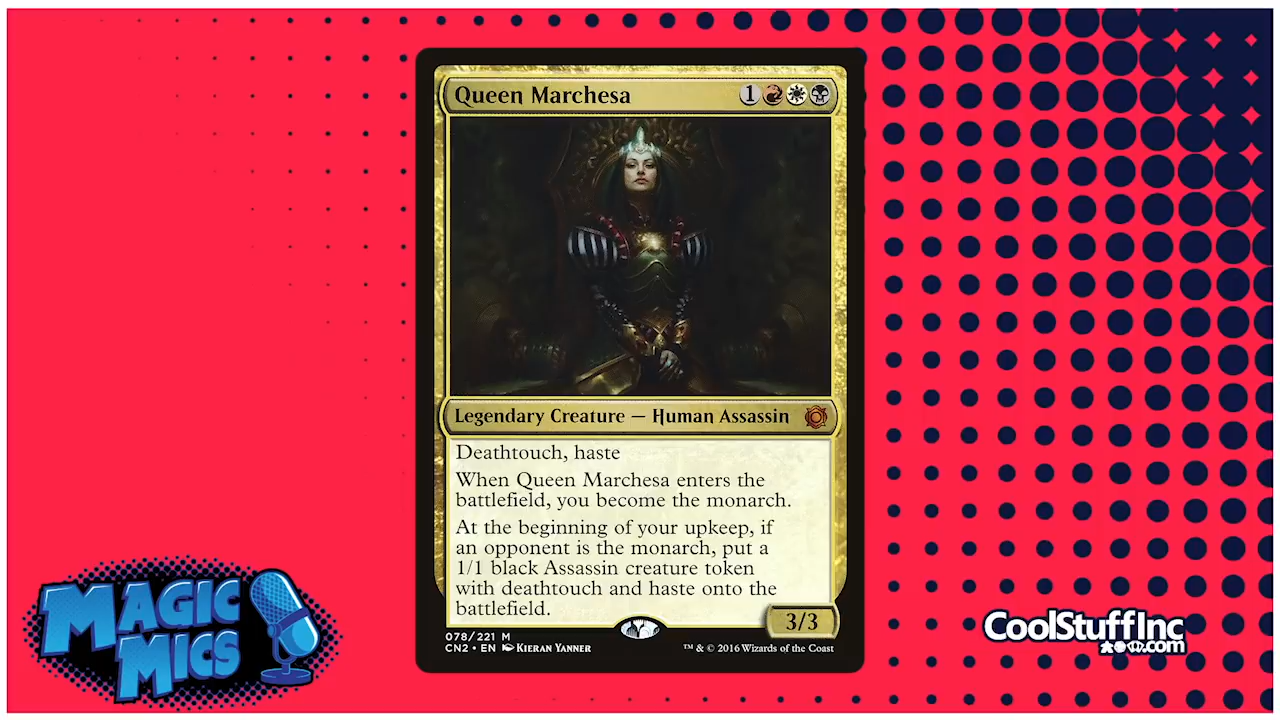 Queen Marchesa 1
Legendary Creature — Human Assassin
Deathtouch, haste
When Queen Marchesa enters the
battlefield, you become the monarch.
At the beginning of your upkeep, if
an opponent is the monarch, put a
1/1 black Assassin creature token
with deathtouch and haste onto the
battlefield.
3/3
078/221 M
CN2 • EN Kieran Yanner
™ & © 2016 Wizards of the Coast
MAGIC
MICS
CoolStuffInc
.com